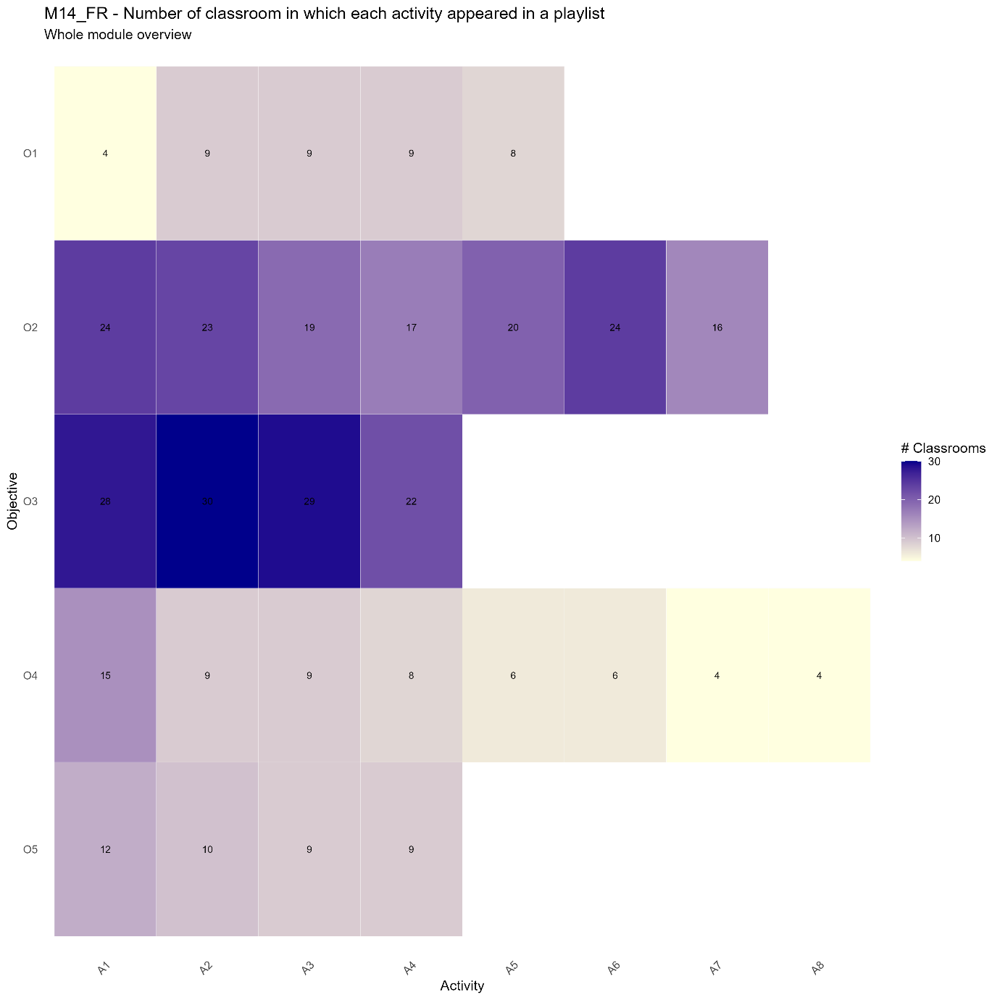 M14_FR - Number of classroom in which each activity appeared in a playlist
Whole module overview
O1
4 9 9 9 8
O2
24 23 19 17 20 24 16
O3
28 30 29 22
O4
15 9 9 8 6 6 4 4
O5
12 10 9 9
Objective
A1 A2 A3 A4 A5 A6 A7 A8
Activity
# Classrooms
30
20
10